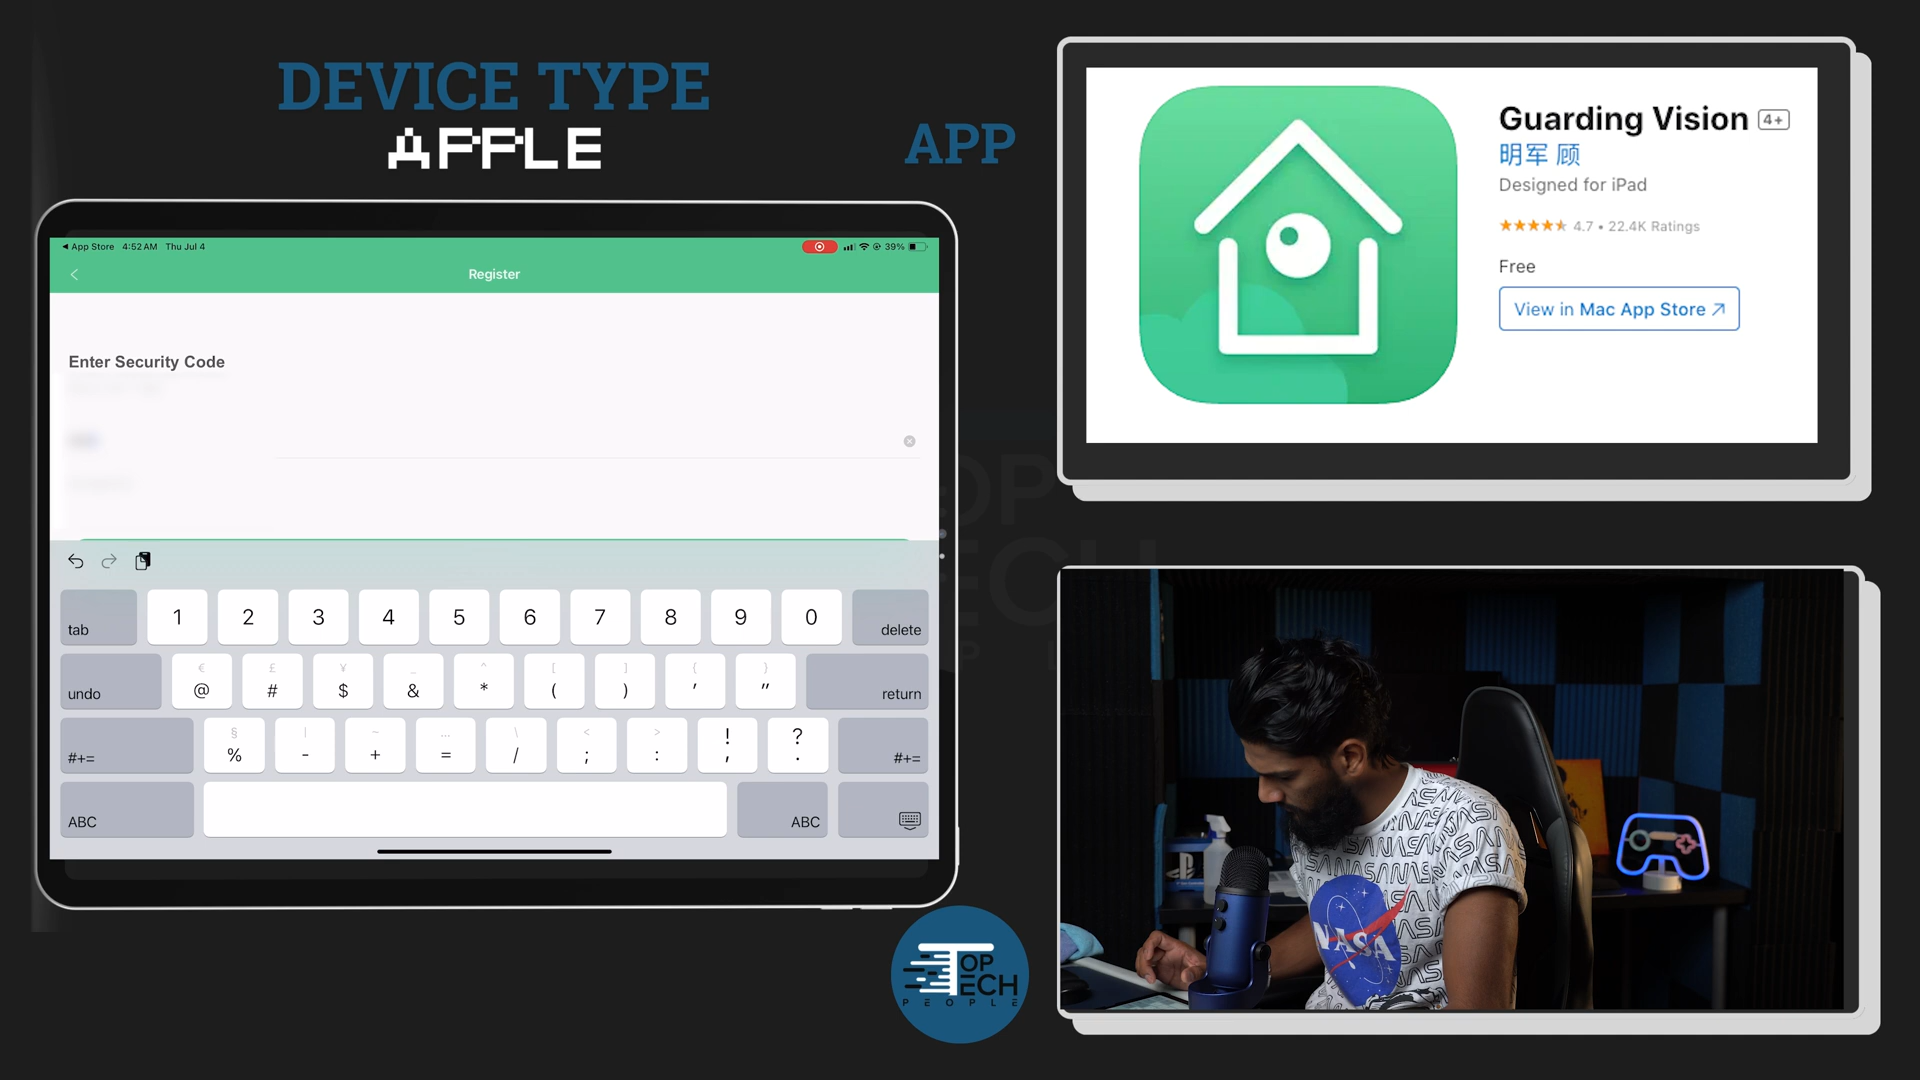 DEVICE TYPE
APPLE
APP
App Store 4:52 AM Thu Jul 4
39%
Register
Enter Security Code
tab 1 2 3 4 5 6 7 8 9 0 delete
€ £ ¥ _ ^ [ ] { }
undo @ # $ & * ( ) ' " return
§ | ~ … \ < > ! ?
#+= % - + = / ; : , . #+=
ABC ABC
Guarding Vision 4+
明军 顾
Designed for iPad
4.7 • 22.4K Ratings
Free
View in Mac App Store ↗
NASA
TOP
TECH
PEOPLE